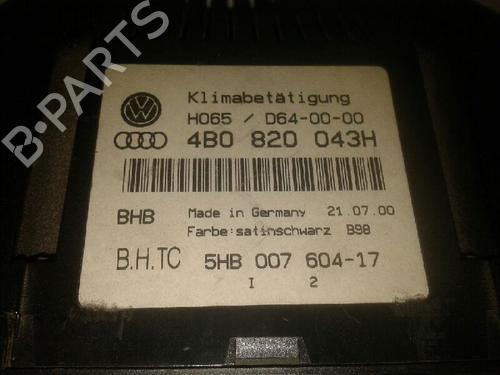 B-PARTS
Klimabetätigung
H065 / D64-00-00
4B0 820 043H
BHB Made in Germany 21.07.00
Farbe:satinschwarz B98
B.H.TC 5HB 007 604-17
I 2